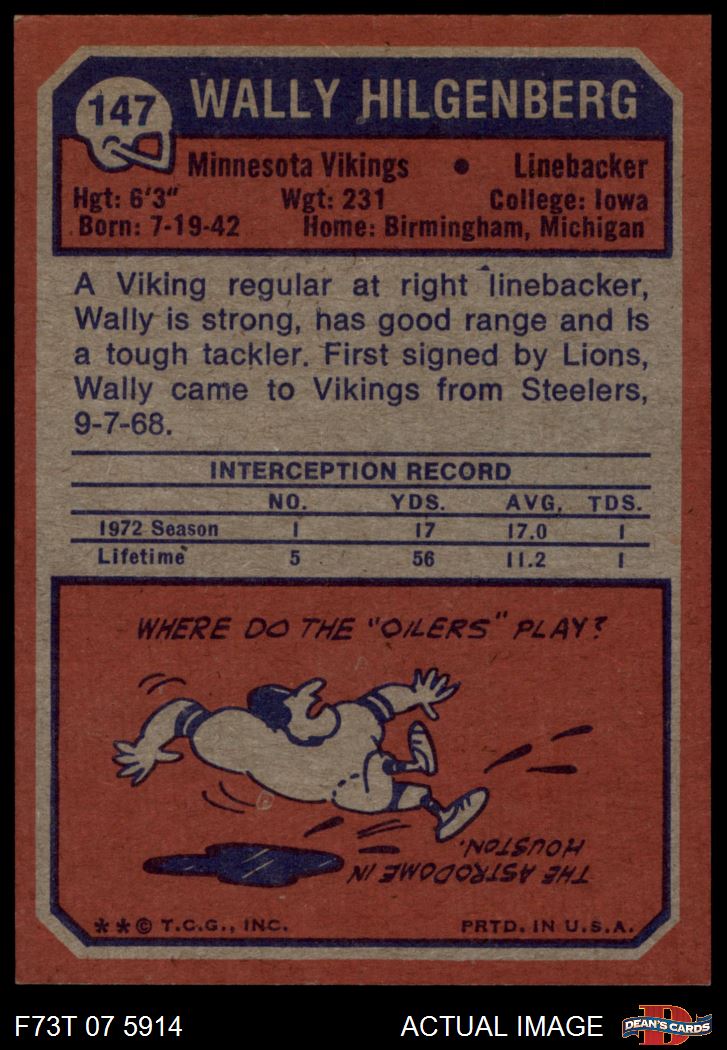 147
WALLY HILGENBERG
Minnesota Vikings • Linebacker
Hgt: 6'3" Wgt: 231 College: Iowa
Born: 7-19-42 Home: Birmingham, Michigan
A Viking regular at right linebacker,
Wally is strong, has good range and Is
a tough tackler. First signed by Lions,
Wally came to Vikings from Steelers,
9-7-68.
INTERCEPTION RECORD
NO. YDS. AVG. TDS.
1972 Season 1 17 17.0 1
Lifetime 5 56 11.2 1
WHERE DO THE "OILERS" PLAY?
THE ASTRODOME IN
HOUSTON.
**© T.C.G., INC. PRTD. IN U.S.A.
F73T 07 5914 ACTUAL IMAGE
D
DEAN'S CARDS